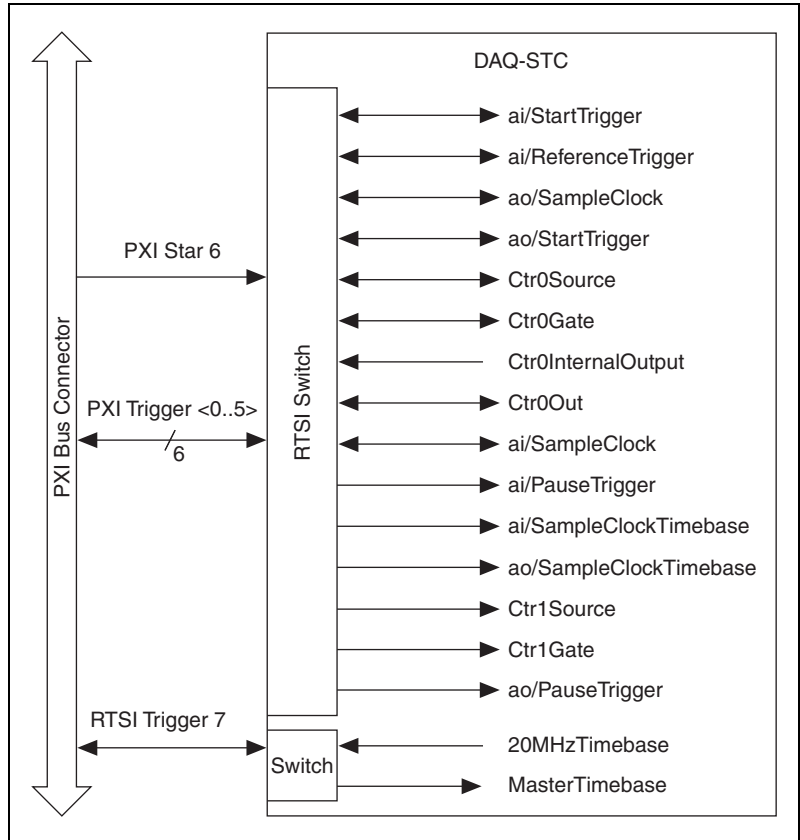 DAQ-STC
ai/StartTrigger
ai/ReferenceTrigger
ao/SampleClock
ao/StartTrigger
PXI Star 6
Ctr0Source
Ctr0Gate
Ctr0InternalOutput
PXI Trigger <0..5>
6
Ctr0Out
ai/SampleClock
PXI Bus Connector
RTSI Switch
ai/PauseTrigger
ai/SampleClockTimebase
ao/SampleClockTimebase
Ctr1Source
Ctr1Gate
ao/PauseTrigger
RTSI Trigger 7
Switch
20MHzTimebase
MasterTimebase